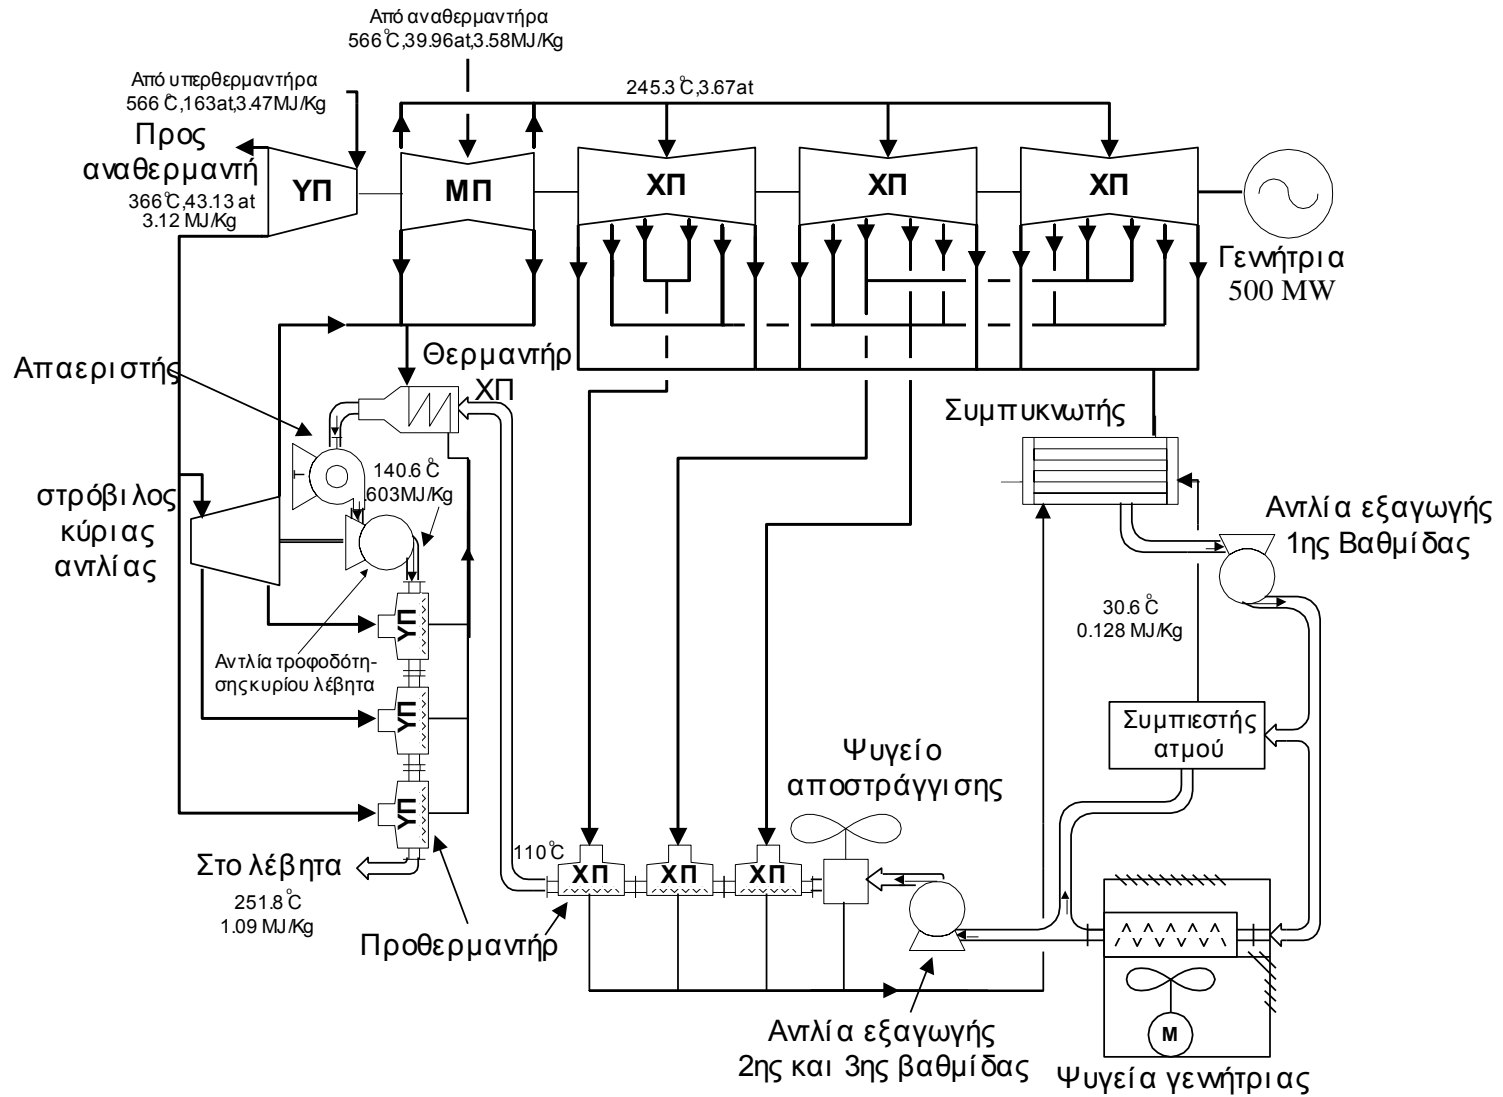 Από αναθερμαντήρα
566°C,39.96at,3.58MJ/Kg
Από υπερθερμαντήρα
566°C,163at,3.47MJ/Kg
245.3°C,3.67at
Προς
αναθερμαντή
366°C,43.13 at
3.12 MJ/Kg
ΥΠ
ΜΠ
ΧΠ
ΧΠ
ΧΠ
Γεννήτρια
500 MW
Απαεριστής
Θερμαντήρ
ΧΠ
Συμπυκνωτής
140.6°C
.603MJ/Kg
στρόβιλος
κύριας
αντλίας
Αντλία εξαγωγής
1ης Βαθμίδας
30.6°C
0.128 MJ/Kg
ΥΠ
Αντλία τροφοδότη-
σης κυρίου λέβητα
ΥΠ
Συμπιεστής
ατμού
Ψυγείο
αποστράγγισης
ΥΠ
110°C
ΧΠ
ΧΠ
ΧΠ
Στο λέβητα
251.8°C
1.09 MJ/Kg
Προθερμαντήρ
Αντλία εξαγωγής
2ης και 3ης βαθμίδας
M
Ψυγεία γεννήτριας